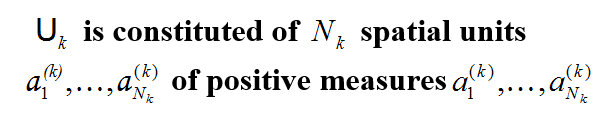 U_k is constituted of N_k spatial units
a_1^(k),...,a_{N_k}^(k) of positive measures a_1^(k),...,a_{N_k}^(k)